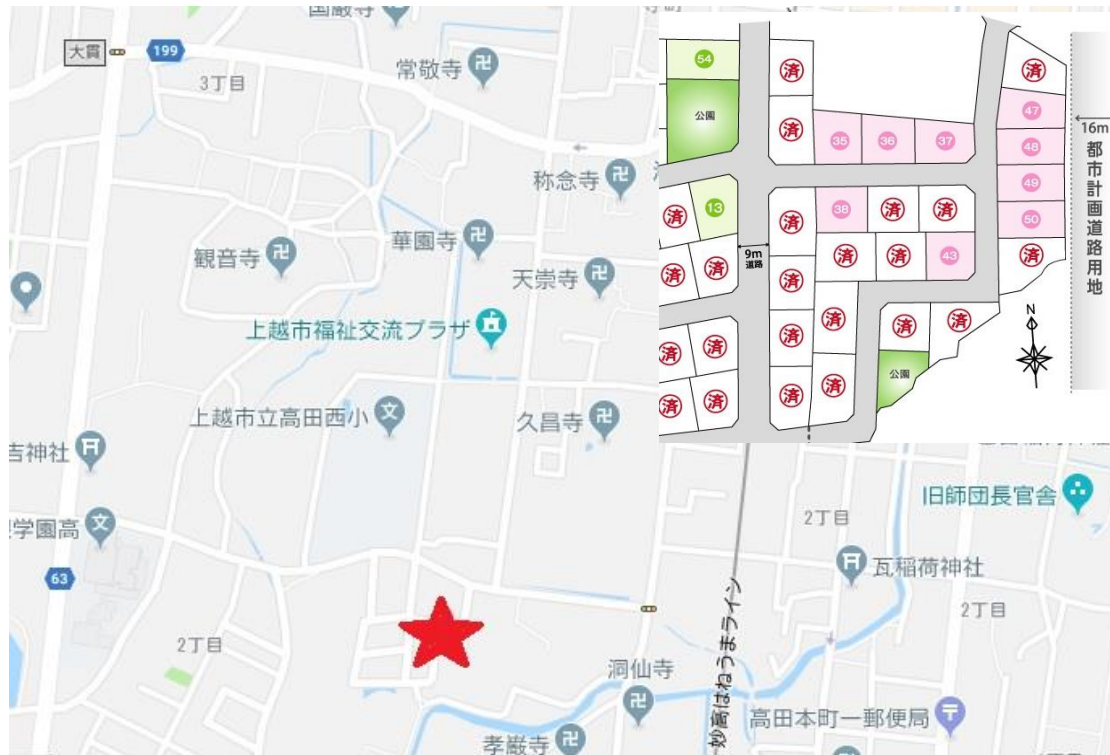 国厳寺
大貫
199
3丁目
常敬寺
称念寺
観音寺
華園寺
天崇寺
上越市福祉交流プラザ
上越市立高田西小
久昌寺
吉神社
学園高
63
2丁目
洞仙寺
孝厳寺
妙高はねうまライン
2丁目
旧師団長官舎
瓦稲荷神社
2丁目
高田本町一郵便局
54
済
済
公園
済
35
36
37
47
48
49
50
済
16m
都市計画道路用地
済
13
済
38
済
済
9m
道路
済
済
済
済
済
43
済
済
済
済
済
N
済
済
済
済
済
公園